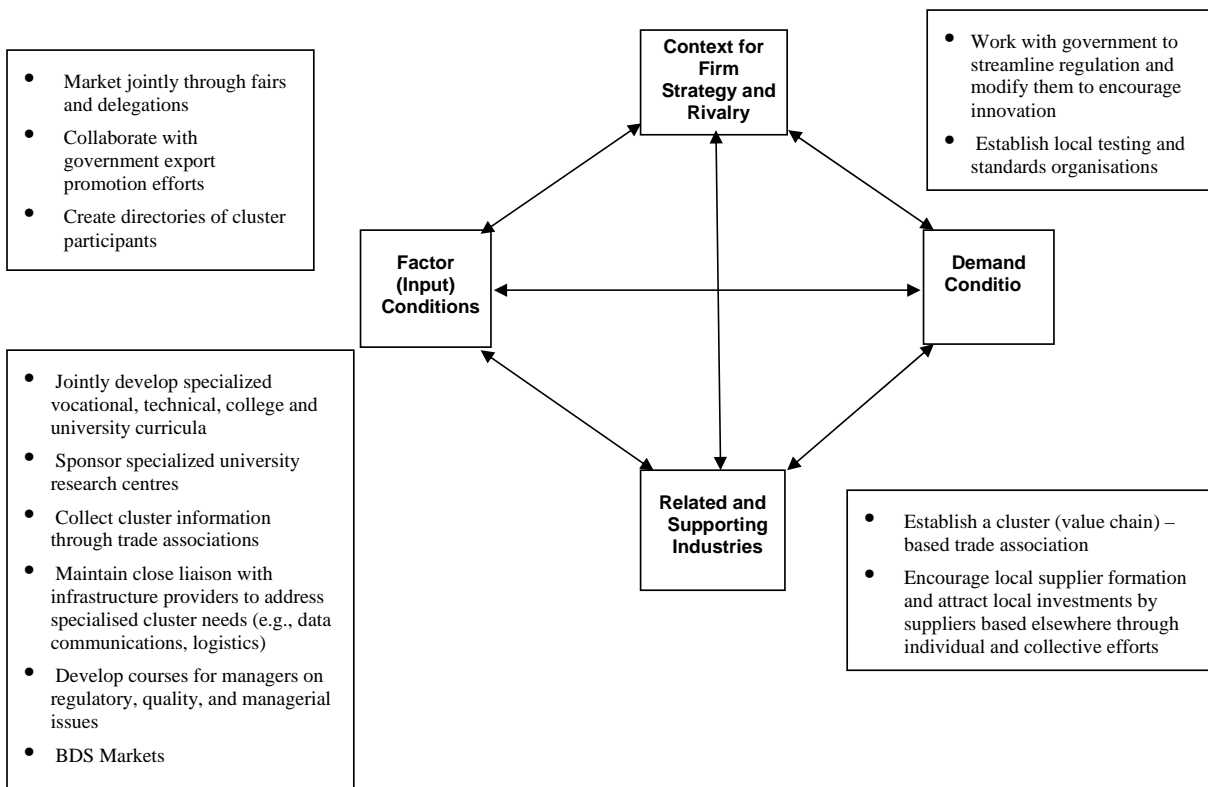 Context for
Firm
Strategy and
Rivalry
• Market jointly through fairs
and delegations
• Collaborate with
government export
promotion efforts
• Create directories of cluster
participants
• Work with government to
streamline regulation and
modify them to encourage
innovation
• Establish local testing and
standards organisations
Factor
(Input)
Conditions
Demand
Conditio
• Jointly develop specialized
vocational, technical, college and
university curricula
• Sponsor specialized university
research centres
• Collect cluster information
through trade associations
• Maintain close liaison with
infrastructure providers to address
specialised cluster needs (e.g., data
communications, logistics)
• Develop courses for managers on
regulatory, quality, and managerial
issues
• BDS Markets
Related and
Supporting
Industries
• Establish a cluster (value chain) –
based trade association
• Encourage local supplier formation
and attract local investments by
suppliers based elsewhere through
individual and collective efforts